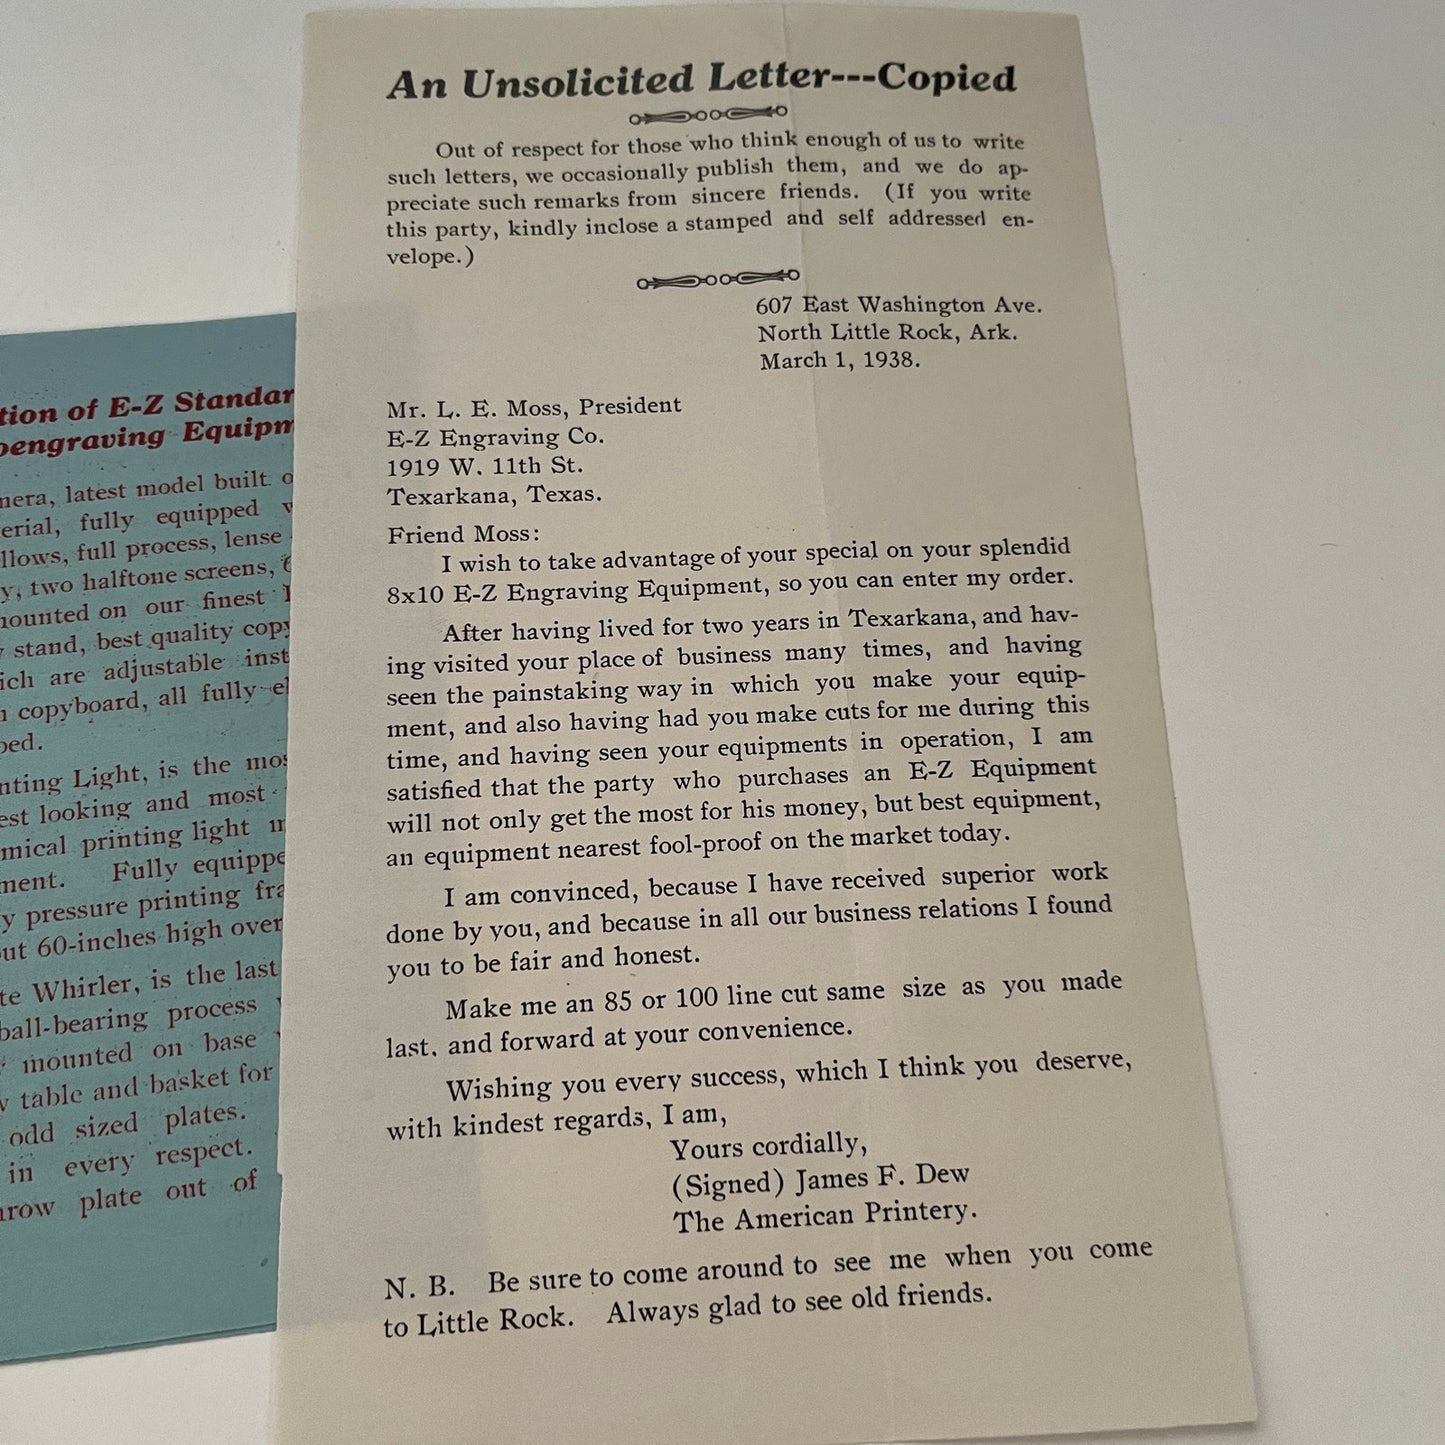 An Unsolicited Letter---Copied
Out of respect for those who think enough of us to write
such letters, we occasionally publish them, and we do ap-
preciate such remarks from sincere friends. (If you write
this party, kindly inclose a stamped and self addressed en-
velope.)
607 East Washington Ave.
North Little Rock, Ark.
March 1, 1938.
Mr. L. E. Moss, President
E-Z Engraving Co.
1919 W. 11th St.
Texarkana, Texas.
Friend Moss:
I wish to take advantage of your special on your splendid
8x10 E-Z Engraving Equipment, so you can enter my order.
After having lived for two years in Texarkana, and hav-
ing visited your place of business many times, and having
seen the painstaking way in which you make your equip-
ment, and also having had you make cuts for me during this
time, and having seen your equipments in operation, I am
satisfied that the party who purchases an E-Z Equipment
will not only get the most for his money, but best equipment,
an equipment nearest fool-proof on the market today.
I am convinced, because I have received superior work
done by you, and because in all our business relations I found
you to be fair and honest.
Make me an 85 or 100 line cut same size as you made
last. and forward at your convenience.
Wishing you every success, which I think you deserve,
with kindest regards, I am,
Yours cordially,
(Signed) James F. Dew
The American Printery.
N. B. Be sure to come around to see me when you come
to Little Rock. Always glad to see old friends.
tion of E-Z Standar
oengraving Equipm
nera, latest model built o
erial, fully equipped
llows, full process, lense
y, two halftone screens,
nounted on our finest
stand, best quality copy
ich are adjustable inst
copyboard, all fully el
ped.
nting Light, is the mos
est looking and most
mical printing light
ment. Fully equippe
y pressure printing fra
ut 60-inches high over
te Whirler, is the last
ball-bearing process
mounted on base
w table and basket for
odd sized plates.
in every respect.
hrow plate out of